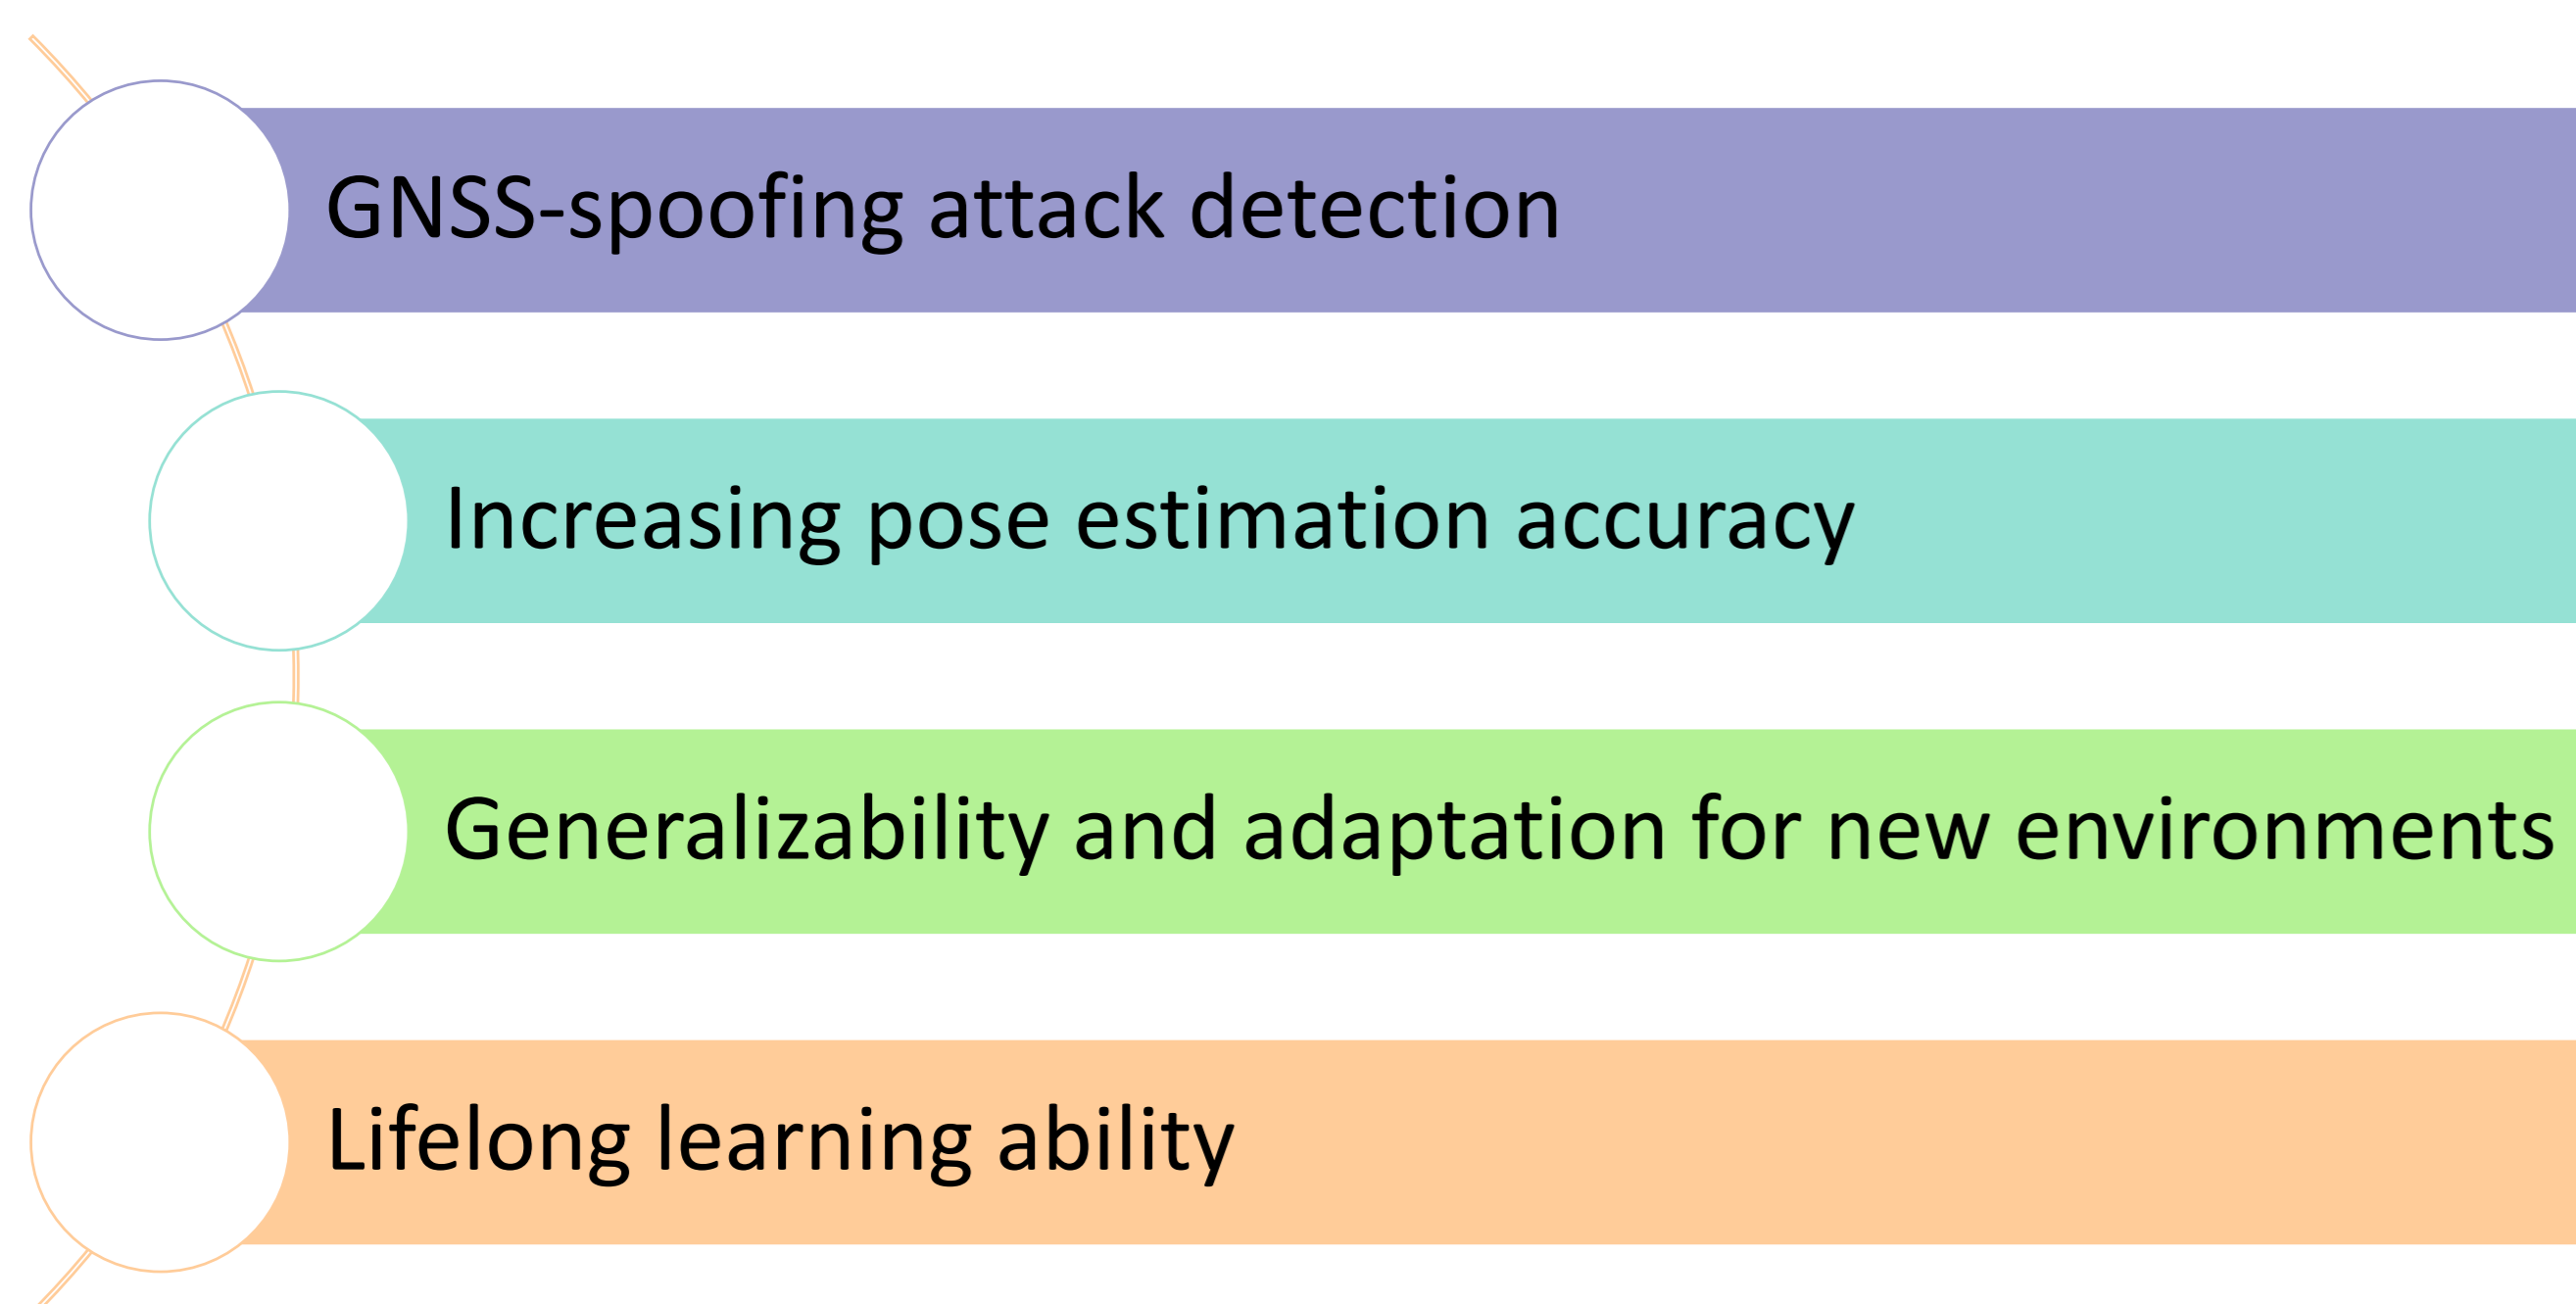 GNSS-spoofing attack detection
Increasing pose estimation accuracy
Generalizability and adaptation for new environments
Lifelong learning ability